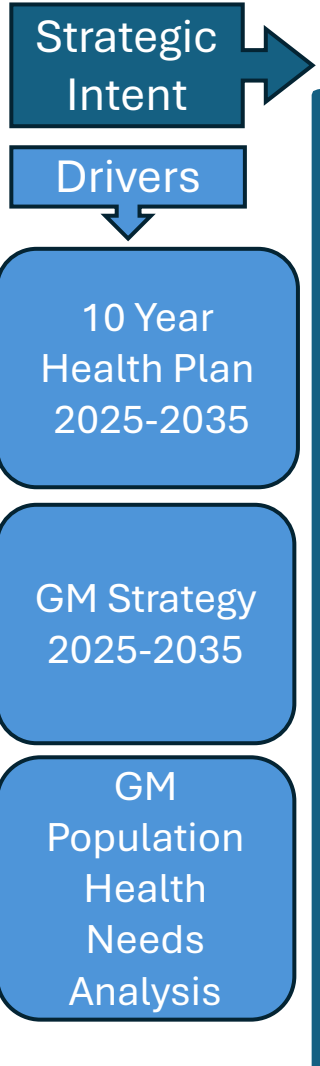 Strategic
Intent
Drivers
10 Year
Health Plan
2025-2035
GM Strategy
2025-2035
GM
Population
Health
Needs
Analysis